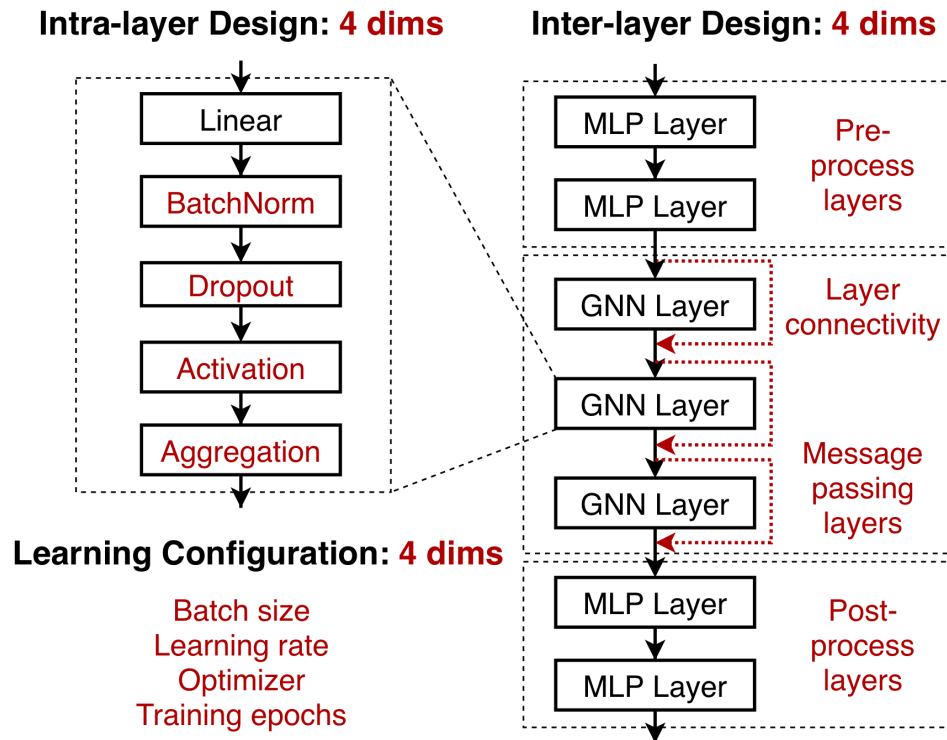 Intra-layer Design: 4 dims
Linear
BatchNorm
Dropout
Activation
Aggregation
Learning Configuration: 4 dims
Batch size
Learning rate
Optimizer
Training epochs
Inter-layer Design: 4 dims
MLP Layer
MLP Layer
Pre-
process
layers
GNN Layer
GNN Layer
GNN Layer
Layer
connectivity
Message
passing
layers
MLP Layer
MLP Layer
Post-
process
layers